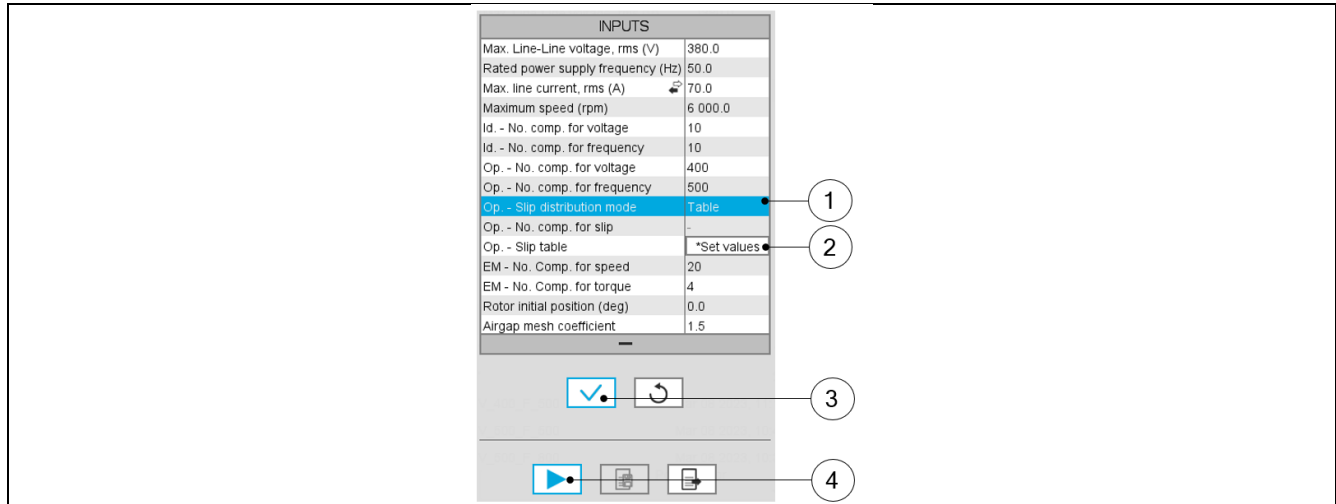 INPUTS
Max. Line-Line voltage, rms (V) 380.0
Rated power supply frequency (Hz) 50.0
Max. line current, rms (A) 70.0
Maximum speed (rpm) 6 000.0
Id. - No. comp. for voltage 10
Id. - No. comp. for frequency 10
Op. - No. comp. for voltage 400
Op. - No. comp. for frequency 500
Op. - Slip distribution mode Table 1
Op. - No. comp. for slip -
Op. - Slip table *Set values 2
EM - No. Comp. for speed 20
EM - No. Comp. for torque 4
Rotor initial position (deg) 0.0
Airgap mesh coefficient 1.5
3
4